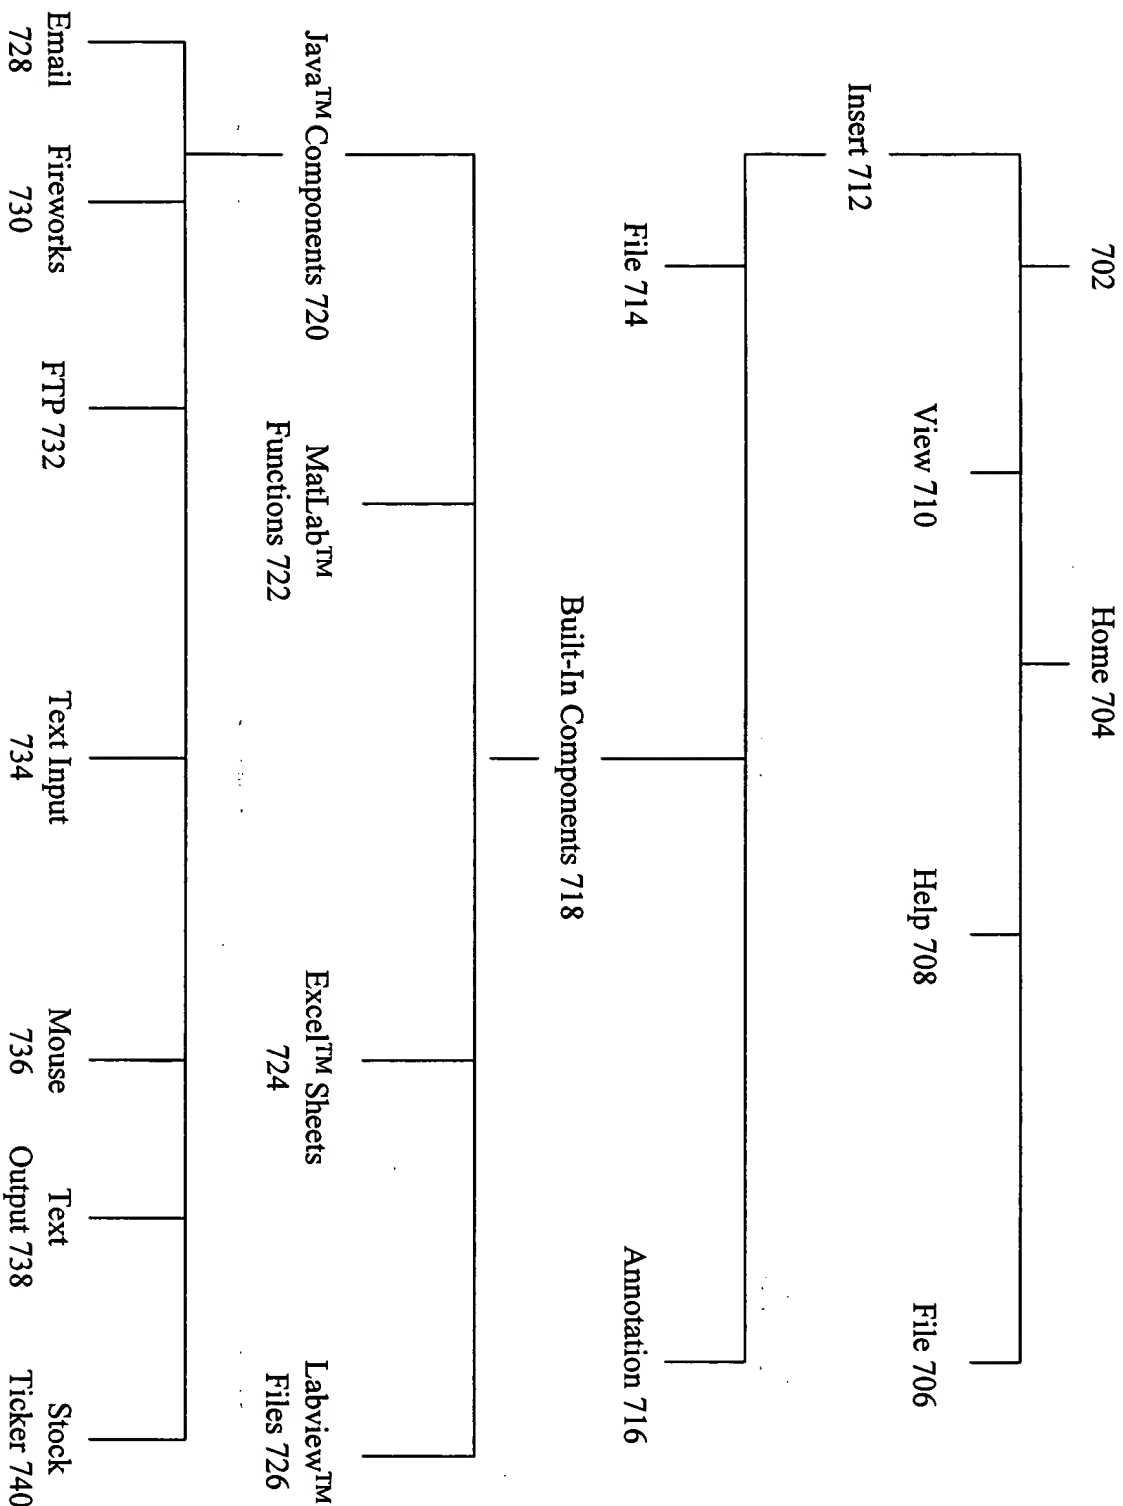 702
Home 704
Insert 712
View 710
Help 708
File 706
File 714
Built-In Components 718
Annotation 716
Java™ Components 720
MatLab™
Functions 722
Excel™ Sheets
724
Labview™
Files 726
Email
728
Fireworks
730
FTP 732
Text Input
734
Mouse
736
Text
Output 738
Stock
Ticker 740